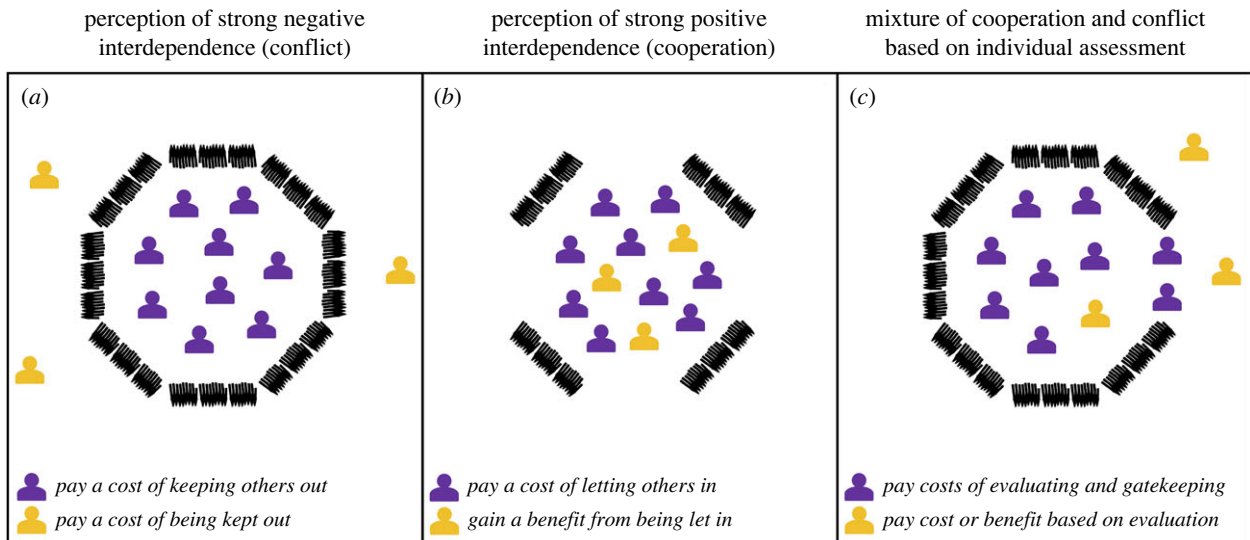 perception of strong negative
interdependence (conflict)
perception of strong positive
interdependence (cooperation)
mixture of cooperation and conflict
based on individual assessment
(a)
(b)
(c)
pay a cost of keeping others out
pay a cost of being kept out
pay a cost of letting others in
gain a benefit from being let in
pay costs of evaluating and gatekeeping
pay cost or benefit based on evaluation